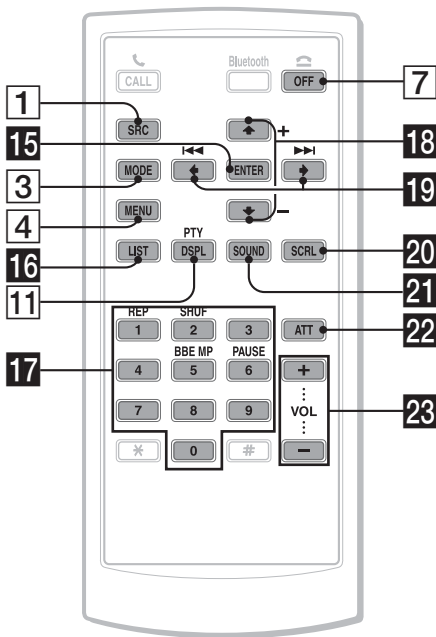 Bluetooth
CALL OFF 7
1 SRC + 18
15
3 MODE ENTER 19
4 MENU −
PTY
16 LIST DSPL SOUND SCRL 20
11 21
REP SHUF
1 2 3 ATT 22
BBE MP PAUSE
17 4 5 6 +
7 8 9 VOL 23
* 0 # −